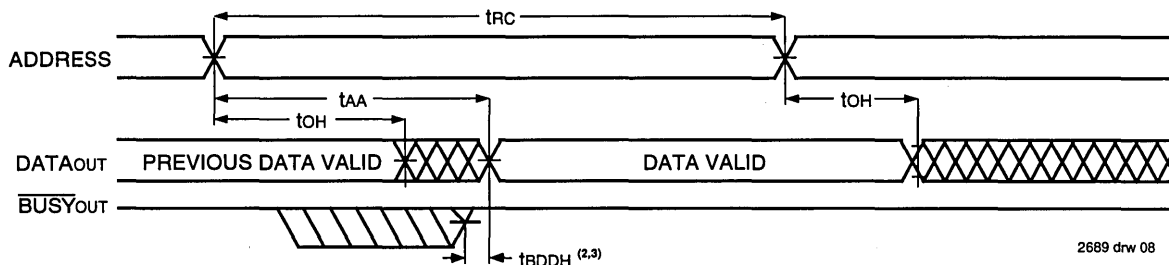 tRC
ADDRESS
tAA
tOH
tOH
DATAOUT
PREVIOUS DATA VALID
DATA VALID
BUSYOUT
tBDDH (2,3)
2689 drw 08